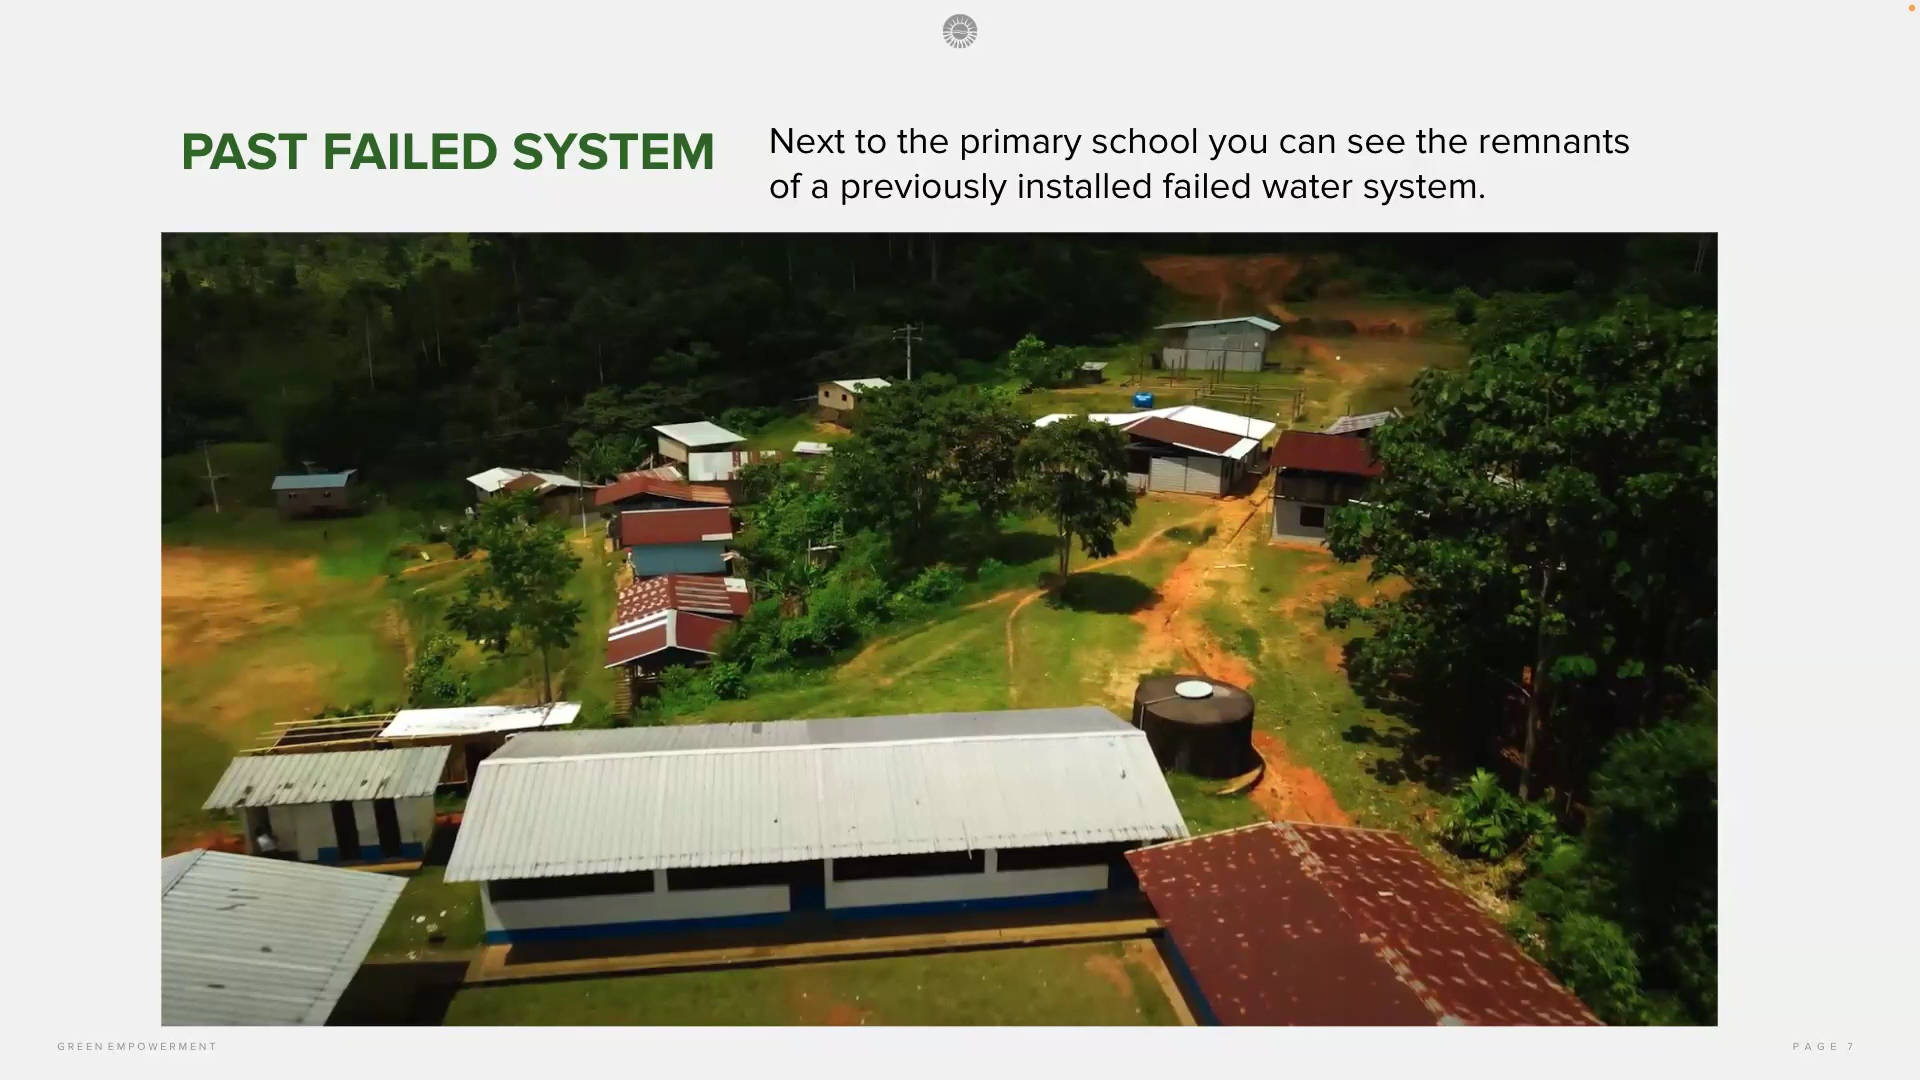 PAST FAILED SYSTEM
Next to the primary school you can see the remnants
of a previously installed failed water system.
GREEN EMPOWERMENT
PAGE 7